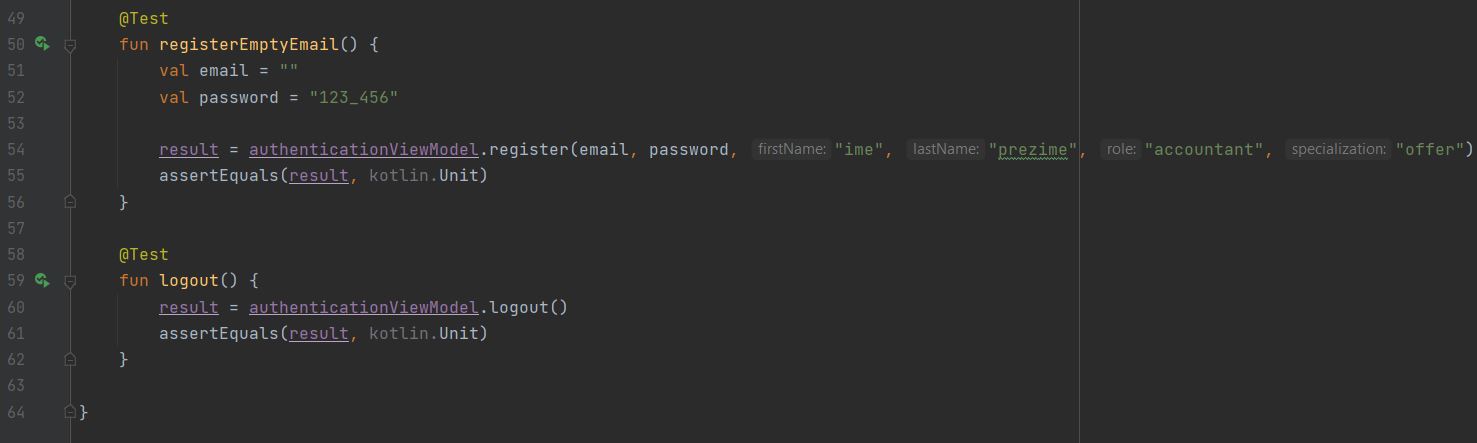 49 @Test
50 fun registerEmptyEmail() {
51 val email = ""
52 val password = "123_456"
53
54 result = authenticationViewModel.register(email, password, firstName: "ime", lastName: "prezime", role: "accountant", specialization: "offer")
55 assertEquals(result, kotlin.Unit)
56 }
57
58 @Test
59 fun logout() {
60 result = authenticationViewModel.logout()
61 assertEquals(result, kotlin.Unit)
62 }
63
64 }